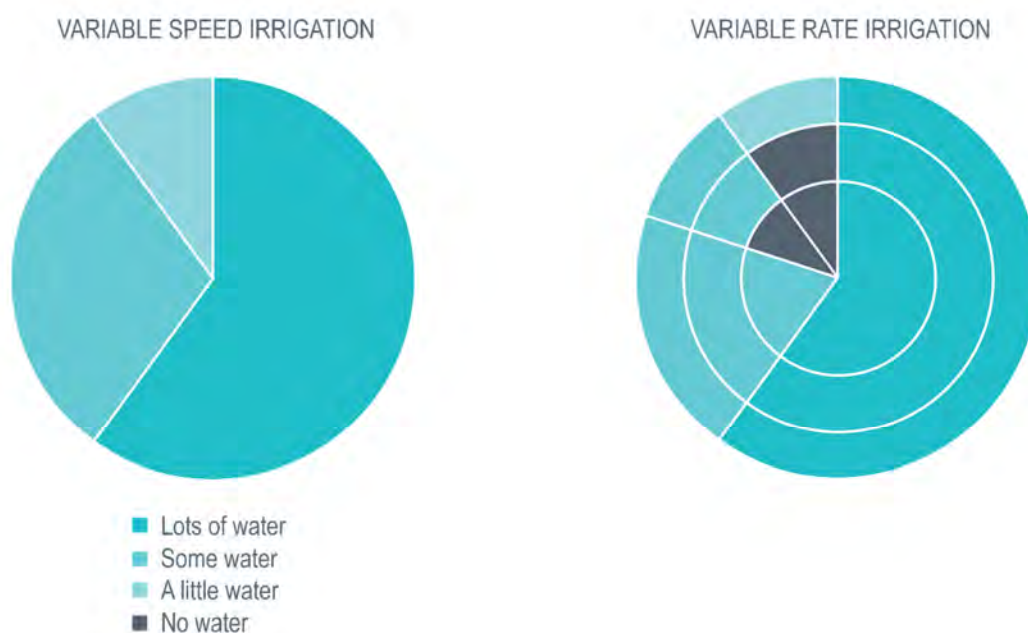 VARIABLE SPEED IRRIGATION
VARIABLE RATE IRRIGATION
Lots of water
Some water
A little water
No water